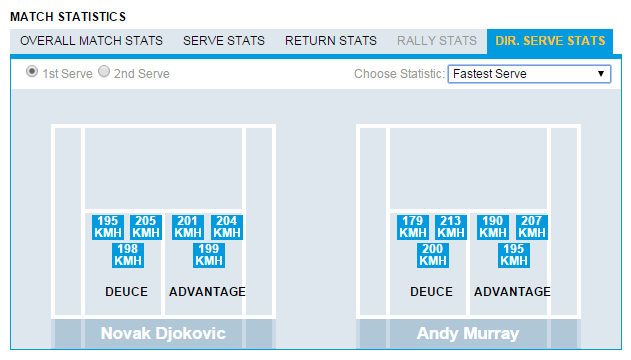 MATCH STATISTICS
OVERALL MATCH STATS SERVE STATS RETURN STATS RALLY STATS DIR. SERVE STATS
1st Serve 2nd Serve Choose Statistic: Fastest Serve
195 KMH 205 KMH 201 KMH 204 KMH
198 KMH 199 KMH
DEUCE ADVANTAGE
Novak Djokovic
179 KMH 213 KMH 190 KMH 207 KMH
200 KMH 195 KMH
DEUCE ADVANTAGE
Andy Murray